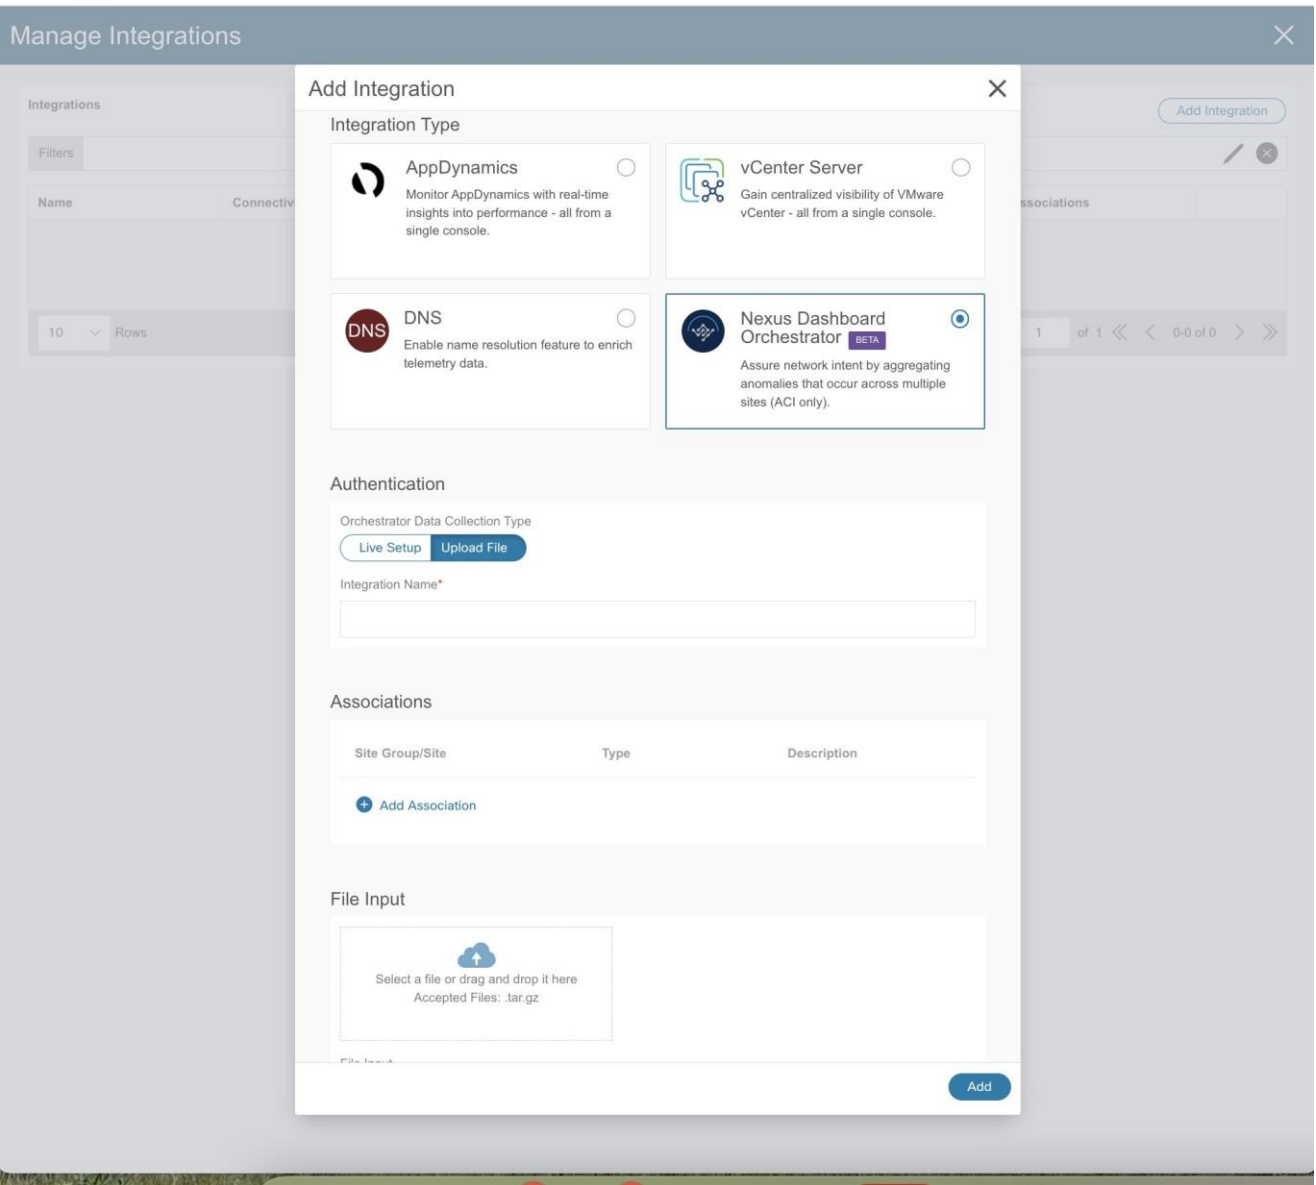 Manage Integrations
Add Integration
Integrations
Add Integration
Integration Type
Filters
AppDynamics
Monitor AppDynamics with real-time
insights into performance - all from a
single console.
vCenter Server
Gain centralized visibility of VMware
vCenter - all from a single console.
Name
Connectiv
ssociations
DNS
DNS
Enable name resolution feature to enrich
telemetry data.
Nexus Dashboard
Orchestrator BETA
Assure network intent by aggregating
anomalies that occur across multiple
sites (ACI only).
10 Rows
1 of 1 0-0 of 0
Authentication
Orchestrator Data Collection Type
Live Setup Upload File
Integration Name*
Associations
Site Group/Site Type Description
Add Association
File Input
Select a file or drag and drop it here
Accepted Files: .tar.gz
File Input
Add